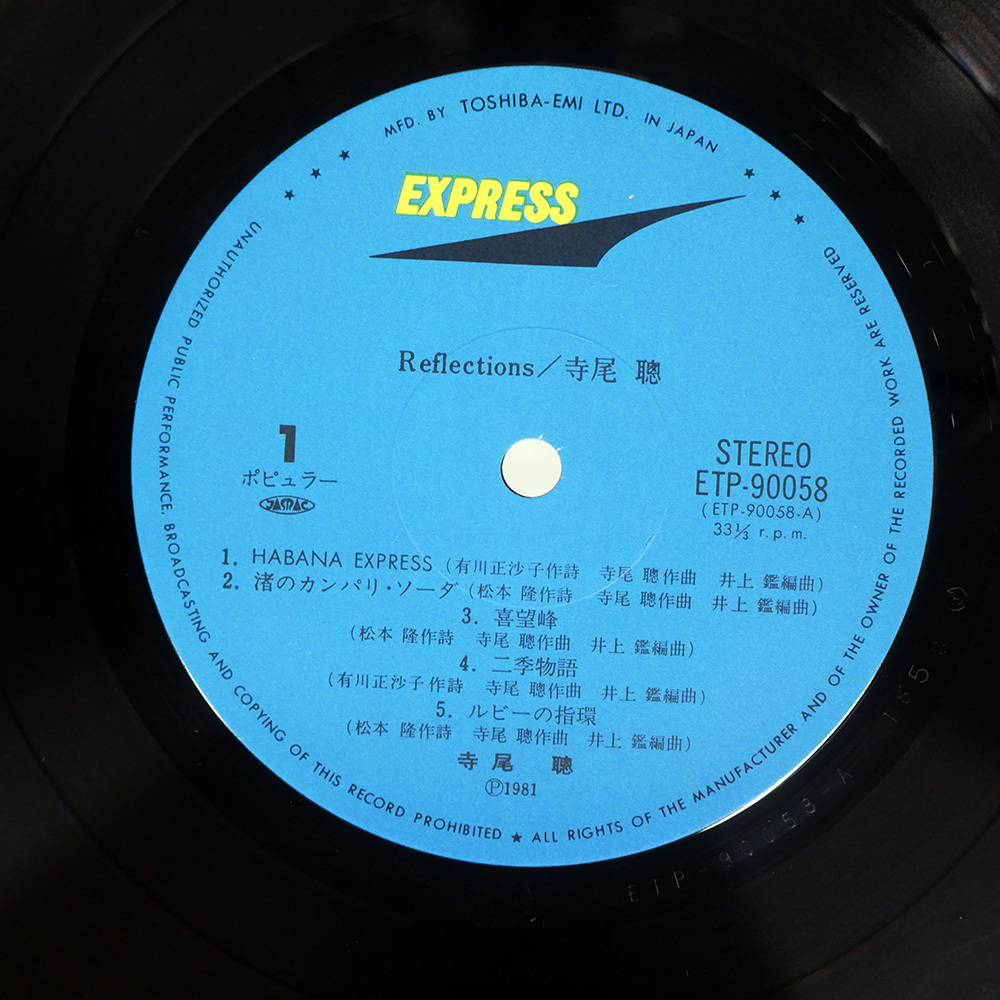 MFD. BY TOSHIBA-EMI LTD. IN JAPAN
EXPRESS
Reflections/寺尾 聰
1
ポピュラー
JASRAC
STEREO
ETP-90058
(ETP-90058-A)
33⅓ r.p.m.
1. HABANA EXPRESS (有川正沙子作詩 寺尾 聰作曲 井上 鑑編曲)
2. 渚のカンパリ・ソーダ (松本 隆作詩 寺尾 聰作曲 井上 鑑編曲)
3. 喜望峰
(松本 隆作詩 寺尾 聰作曲 井上 鑑編曲)
4. 二季物語
(有川正沙子作詩 寺尾 聰作曲 井上 鑑編曲)
5. ルビーの指環
(松本 隆作詩 寺尾 聰作曲 井上 鑑編曲)
寺尾 聰
Ⓟ1981
UNAUTHORIZED PUBLIC PERFORMANCE, BROADCASTING AND COPYING OF THIS RECORD PROHIBITED ★ ALL RIGHTS OF THE MANUFACTURER AND OF THE OWNER OF THE RECORDED WORK ARE RESERVED
ETP-90058-A